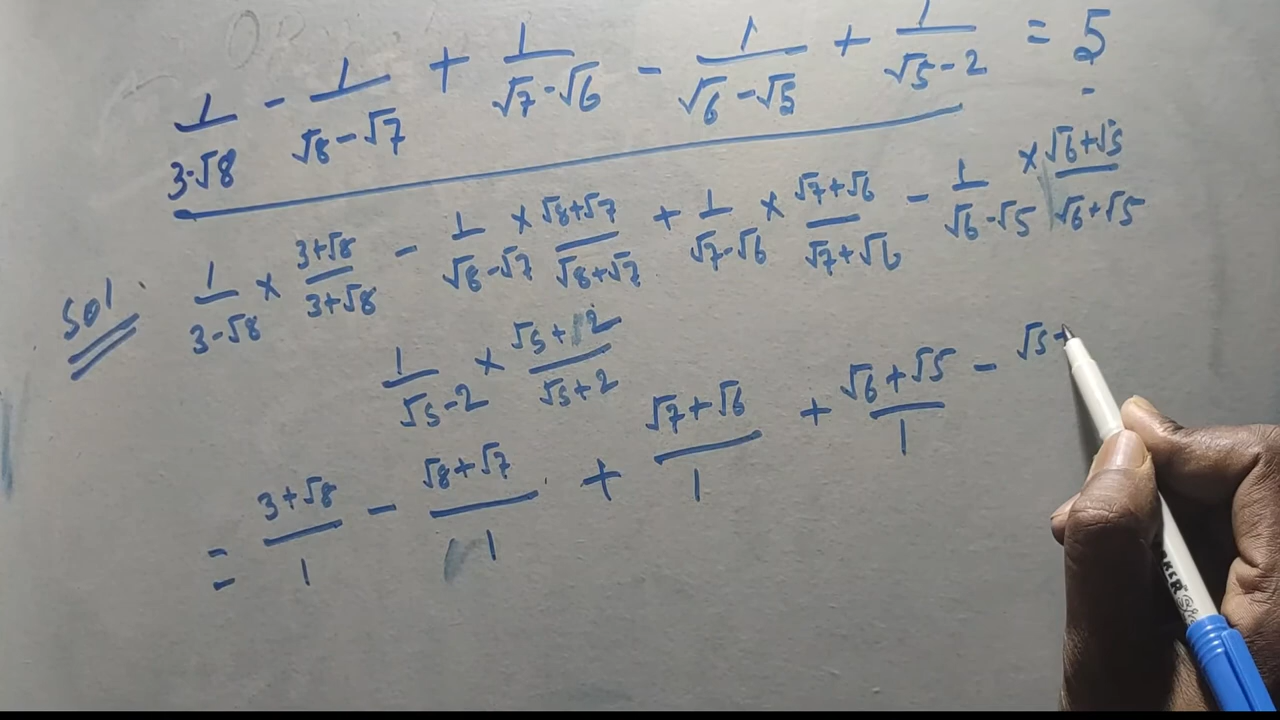 1/(3-√8) - 1/(√8-√7) + 1/(√7-√6) - 1/(√6-√5) + 1/(√5-2) = 5
Sol. 1/(3-√8) × (3+√8)/(3+√8) - 1/(√8-√7) × (√8+√7)/(√8+√7) + 1/(√7-√6) × (√7+√6)/(√7+√6) - 1/(√6-√5) × (√6+√5)/(√6+√5)
1/(√5-2) × (√5+2)/(√5+2)
= (3+√8)/1 - (√8+√7)/1 + (√7+√6)/1 + (√6+√5)/1 - √5+